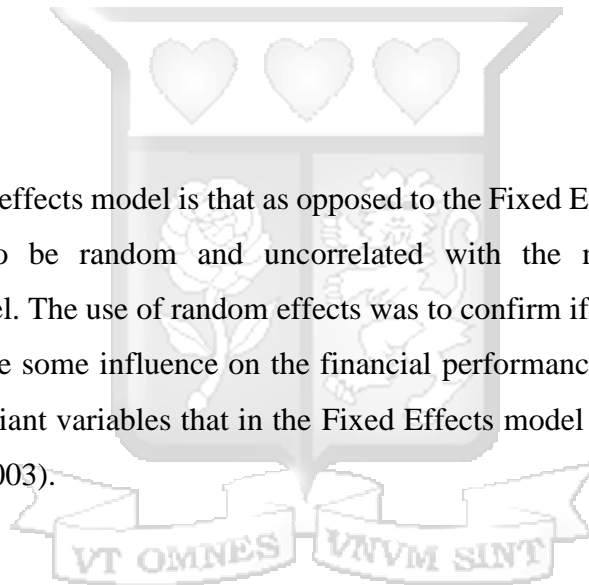 effects model is that as opposed to the Fixed E
o be random and uncorrelated with the
el. The use of random effects was to confirm if
e some influence on the financial performance
iant variables that in the Fixed Effects model
003).
VT OMNES VNVM SINT